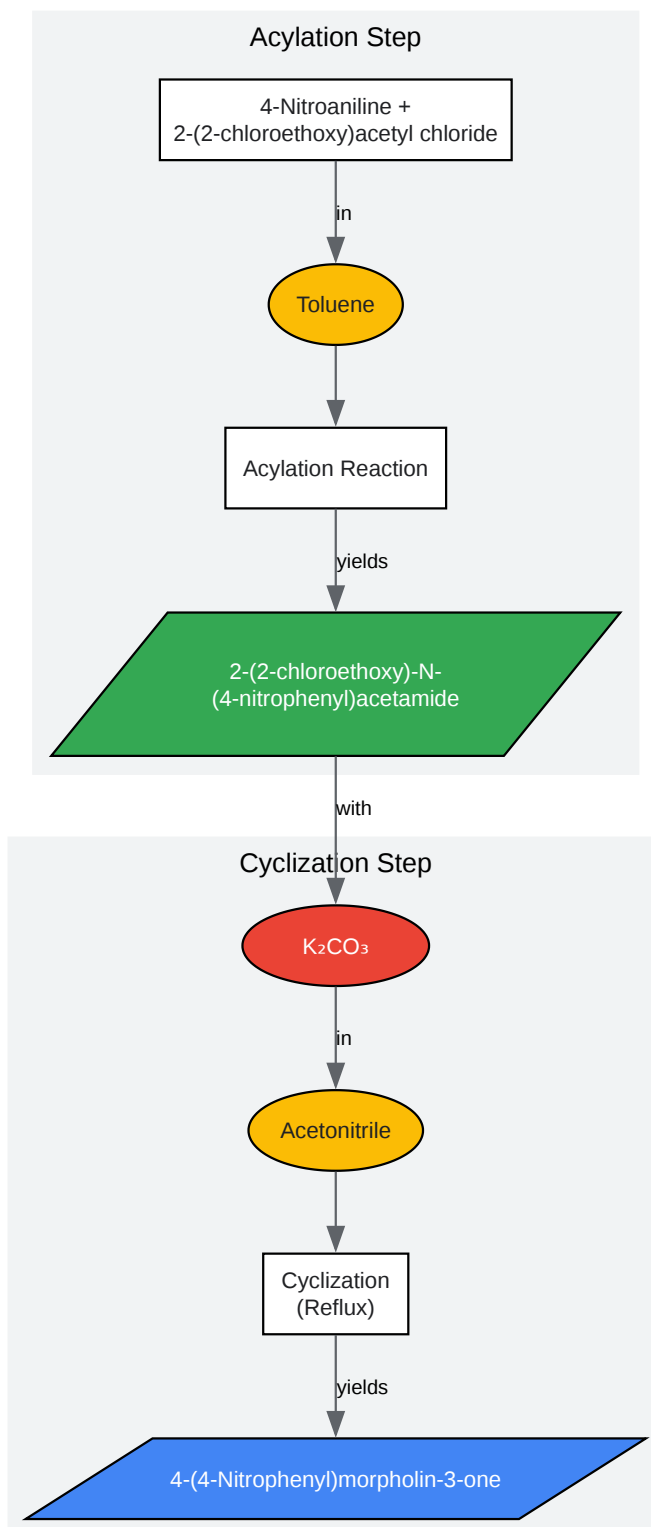 Acylation Step
4-Nitroaniline +
2-(2-chloroethoxy)acetyl chloride
in
Toluene
Acylation Reaction
yields
2-(2-chloroethoxy)-N-
(4-nitrophenyl)acetamide
with
Cyclization Step
K₂CO₃
in
Acetonitrile
Cyclization
(Reflux)
yields
4-(4-Nitrophenyl)morpholin-3-one